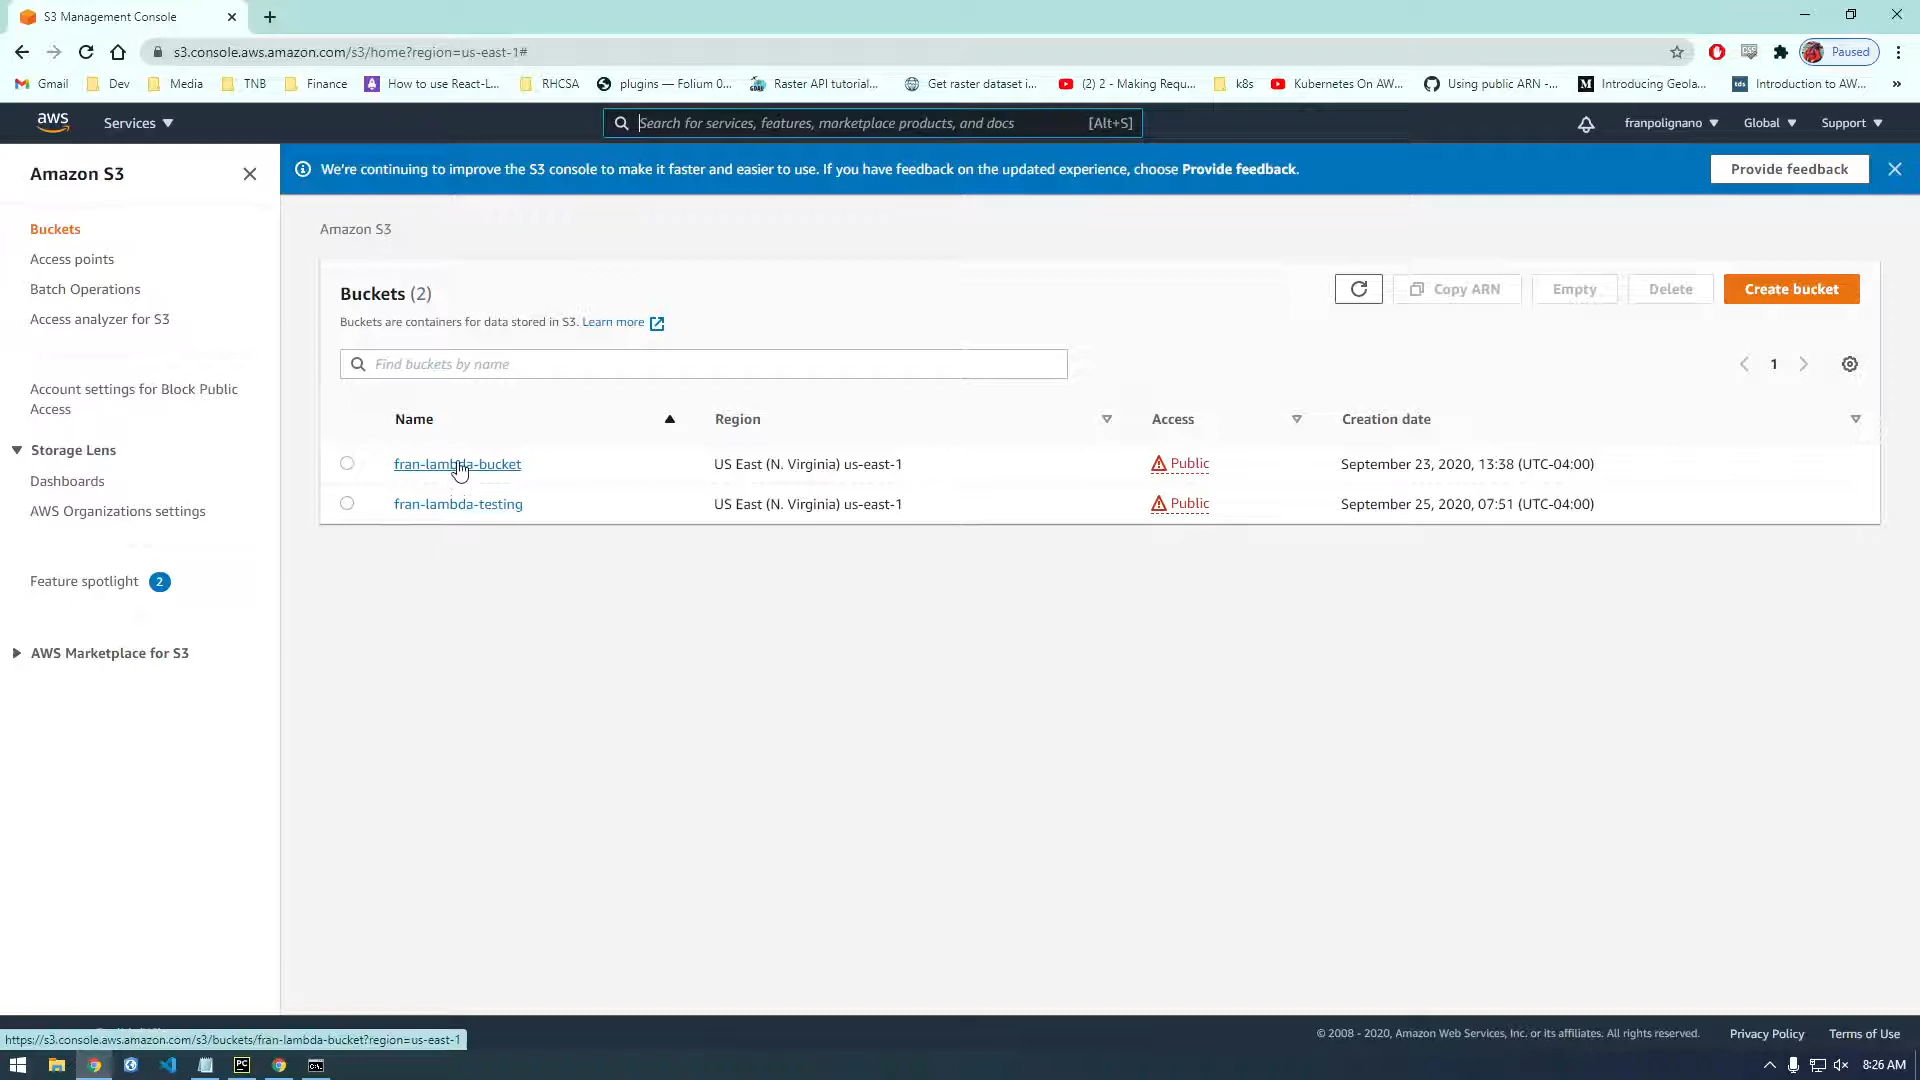 S3 Management Console
s3.console.aws.amazon.com/s3/home?region=us-east-1#
Paused
Gmail Dev Media TNB Finance How to use React-L... RHCSA plugins — Folium 0... Raster API tutorial... Get raster dataset i... (2) 2 - Making Requ... k8s Kubernetes On AW... Using public ARN -... Introducing Geola... Introduction to AW... »
aws Services Search for services, features, marketplace products, and docs [Alt+S] franpolignano Global Support
Amazon S3
We're continuing to improve the S3 console to make it faster and easier to use. If you have feedback on the updated experience, choose Provide feedback.
Provide feedback
Buckets
Access points
Batch Operations
Access analyzer for S3
Account settings for Block Public
Access
Storage Lens
Dashboards
AWS Organizations settings
Feature spotlight 2
AWS Marketplace for S3
Amazon S3
Buckets (2)
Copy ARN Empty Delete Create bucket
Buckets are containers for data stored in S3. Learn more
Find buckets by name
1
Name Region Access Creation date
fran-lambda-bucket US East (N. Virginia) us-east-1 Public September 23, 2020, 13:38 (UTC-04:00)
fran-lambda-testing US East (N. Virginia) us-east-1 Public September 25, 2020, 07:51 (UTC-04:00)
© 2008 - 2020, Amazon Web Services, Inc. or its affiliates. All rights reserved. Privacy Policy Terms of Use
https://s3.console.aws.amazon.com/s3/buckets/fran-lambda-bucket?region=us-east-1
8:26 AM